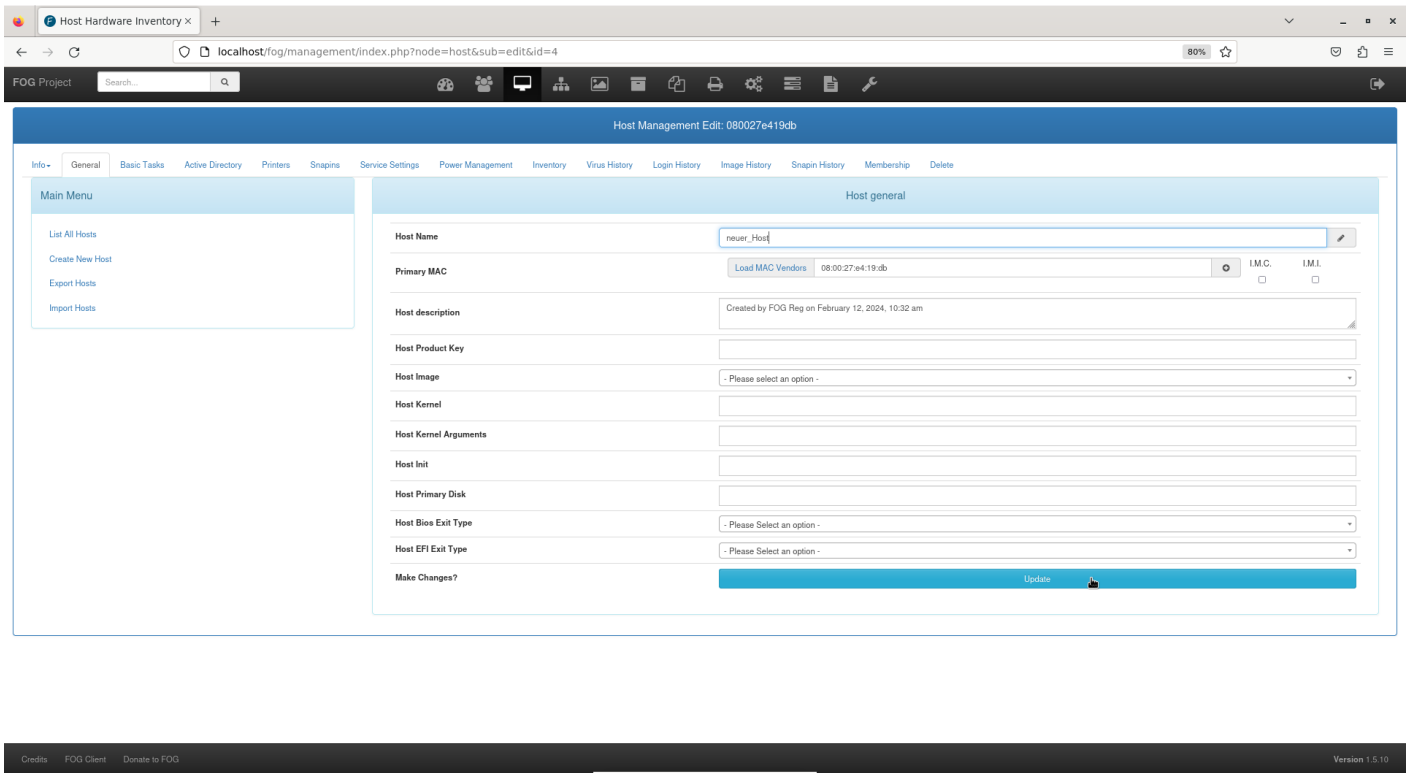 Host Hardware Inventory
localhost/fog/management/index.php?node=host&sub=edit&id=4
80%
FOG Project
Search...
Host Management Edit: 080027e419db
Info
General
Basic Tasks
Active Directory
Printers
Snapins
Service Settings
Power Management
Inventory
Virus History
Login History
Image History
Snapin History
Membership
Delete
Main Menu
List All Hosts
Create New Host
Export Hosts
Import Hosts
Host general
Host Name
neuer_Host
Primary MAC
Load MAC Vendors
08:00:27:e4:19:db
I.M.C.
I.M.I.
Host description
Created by FOG Reg on February 12, 2024, 10:32 am
Host Product Key
Host Image
- Please select an option -
Host Kernel
Host Kernel Arguments
Host Init
Host Primary Disk
Host Bios Exit Type
- Please Select an option -
Host EFI Exit Type
- Please Select an option -
Make Changes?
Update
Credits
FOG Client
Donate to FOG
Version 1.5.10